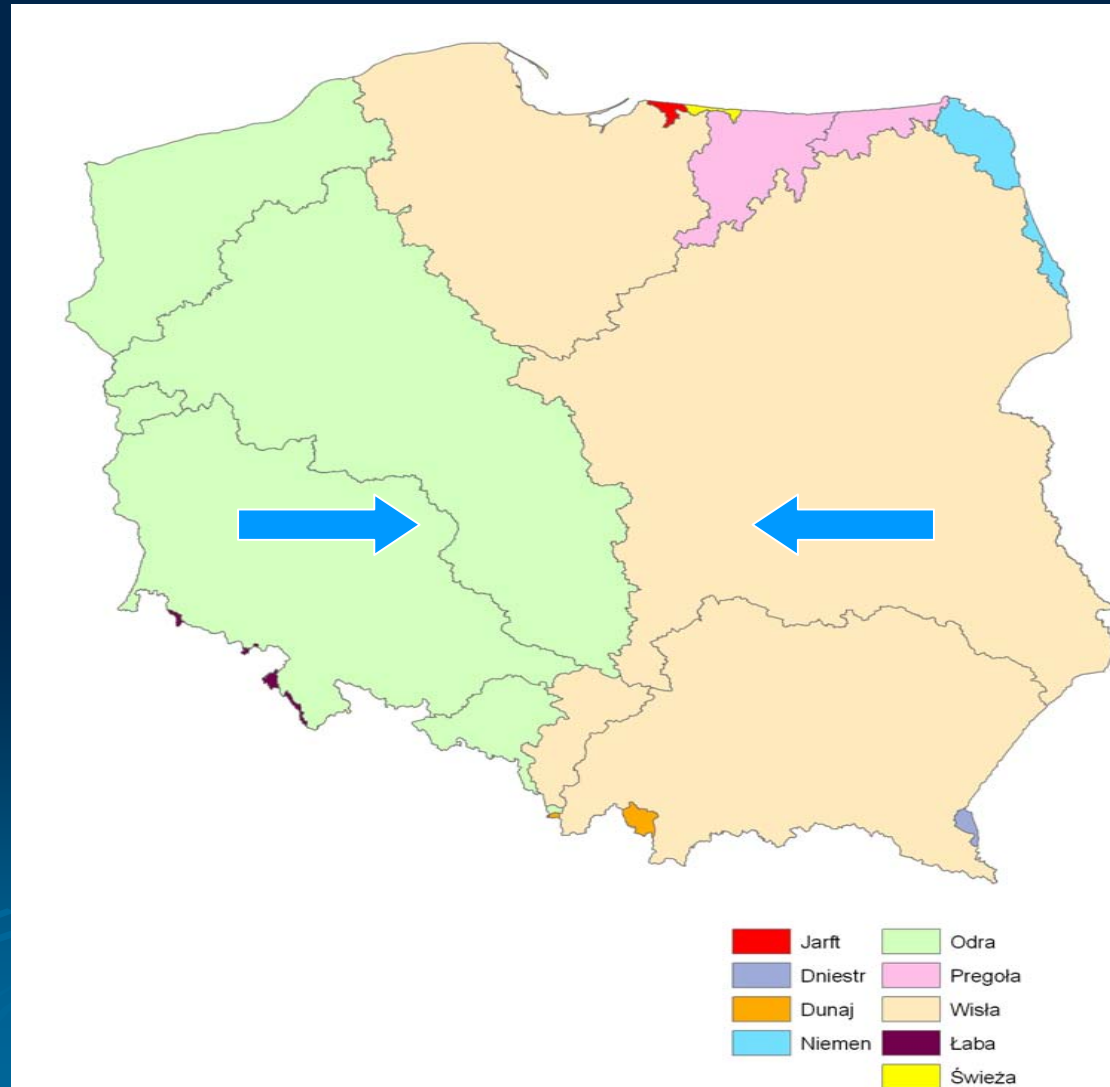 Jarft
Dniestr
Dunaj
Niemen
Odra
Pregoła
Wisła
Łaba
Świeża